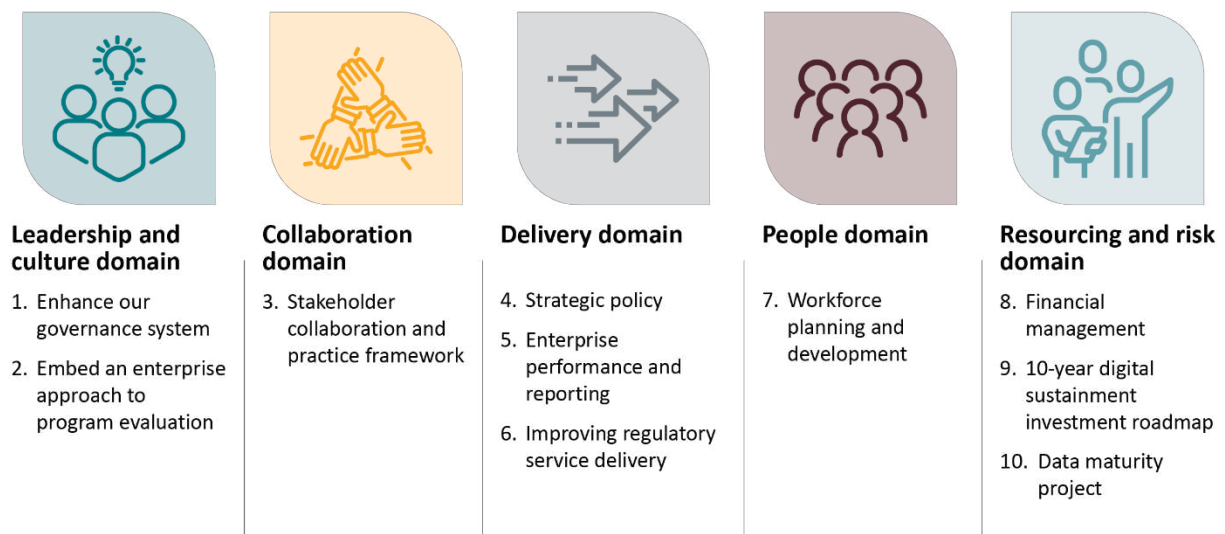 Leadership and
culture domain
1. Enhance our
governance system
2. Embed an enterprise
approach to
program evaluation
Collaboration
domain
3. Stakeholder
collaboration and
practice framework
Delivery domain
4. Strategic policy
5. Enterprise
performance and
reporting
6. Improving regulatory
service delivery
People domain
7. Workforce
planning and
development
Resourcing and risk
domain
8. Financial
management
9. 10-year digital
sustainment
investment roadmap
10. Data maturity
project